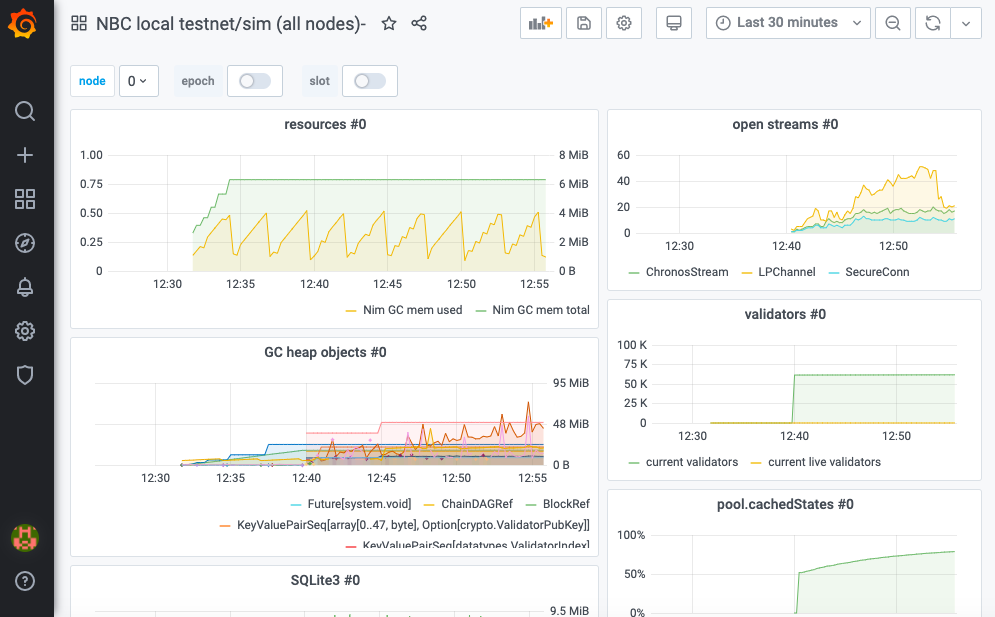 NBC local testnet/sim (all nodes)-
Last 30 minutes
node
0
epoch
slot
resources #0
1.00
0.75
0.50
0.25
0
8 MiB
6 MiB
4 MiB
2 MiB
0 B
12:30 12:35 12:40 12:45 12:50 12:55
Nim GC mem used Nim GC mem total
open streams #0
60
40
20
0
12:30 12:40 12:50
ChronosStream LPChannel SecureConn
validators #0
100 K
75 K
50 K
25 K
0
12:30 12:40 12:50
current validators current live validators
GC heap objects #0
95 MiB
48 MiB
0 B
12:30 12:35 12:40 12:45 12:50 12:55
Future[system.void] ChainDAGRef BlockRef
KeyValuePairSeq[array[0..47, byte], Option[crypto.ValidatorPubKey]]
KeyValuePairSeq[datatypes.ValidatorIndex]
pool.cachedStates #0
100%
50%
0%
SQLite3 #0
9.5 MiB